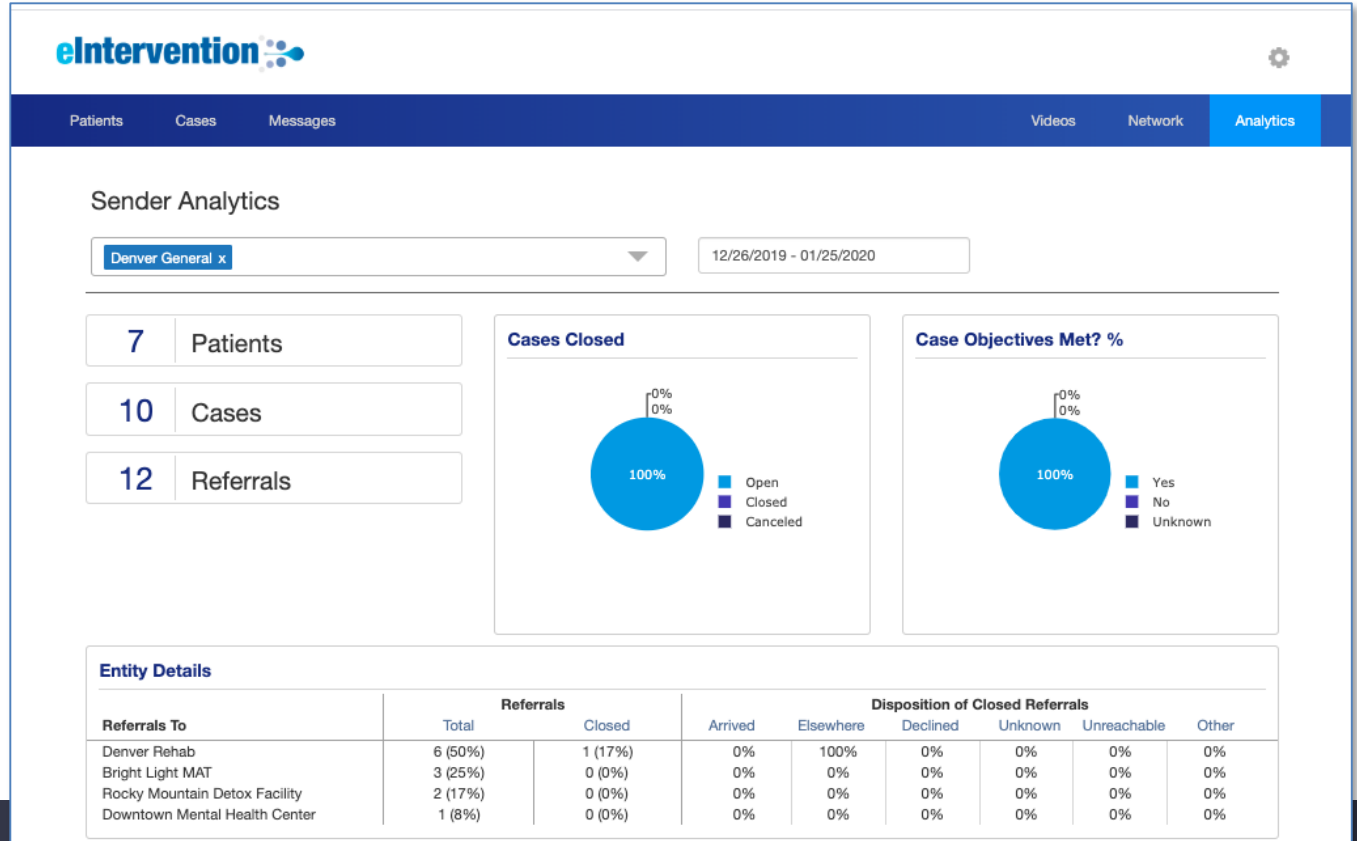 eIntervention
Patients Cases Messages Videos Network Analytics
Sender Analytics
Denver General x
12/26/2019 - 01/25/2020
7 Patients
10 Cases
12 Referrals
Cases Closed
0%
0%
100%
Open
Closed
Canceled
Case Objectives Met? %
0%
0%
100%
Yes
No
Unknown
Entity Details
Referrals Disposition of Closed Referrals
Referrals To Total Closed Arrived Elsewhere Declined Unknown Unreachable Other
Denver Rehab 6 (50%) 1 (17%) 0% 100% 0% 0% 0% 0%
Bright Light MAT 3 (25%) 0 (0%) 0% 0% 0% 0% 0% 0%
Rocky Mountain Detox Facility 2 (17%) 0 (0%) 0% 0% 0% 0% 0% 0%
Downtown Mental Health Center 1 (8%) 0 (0%) 0% 0% 0% 0% 0% 0%